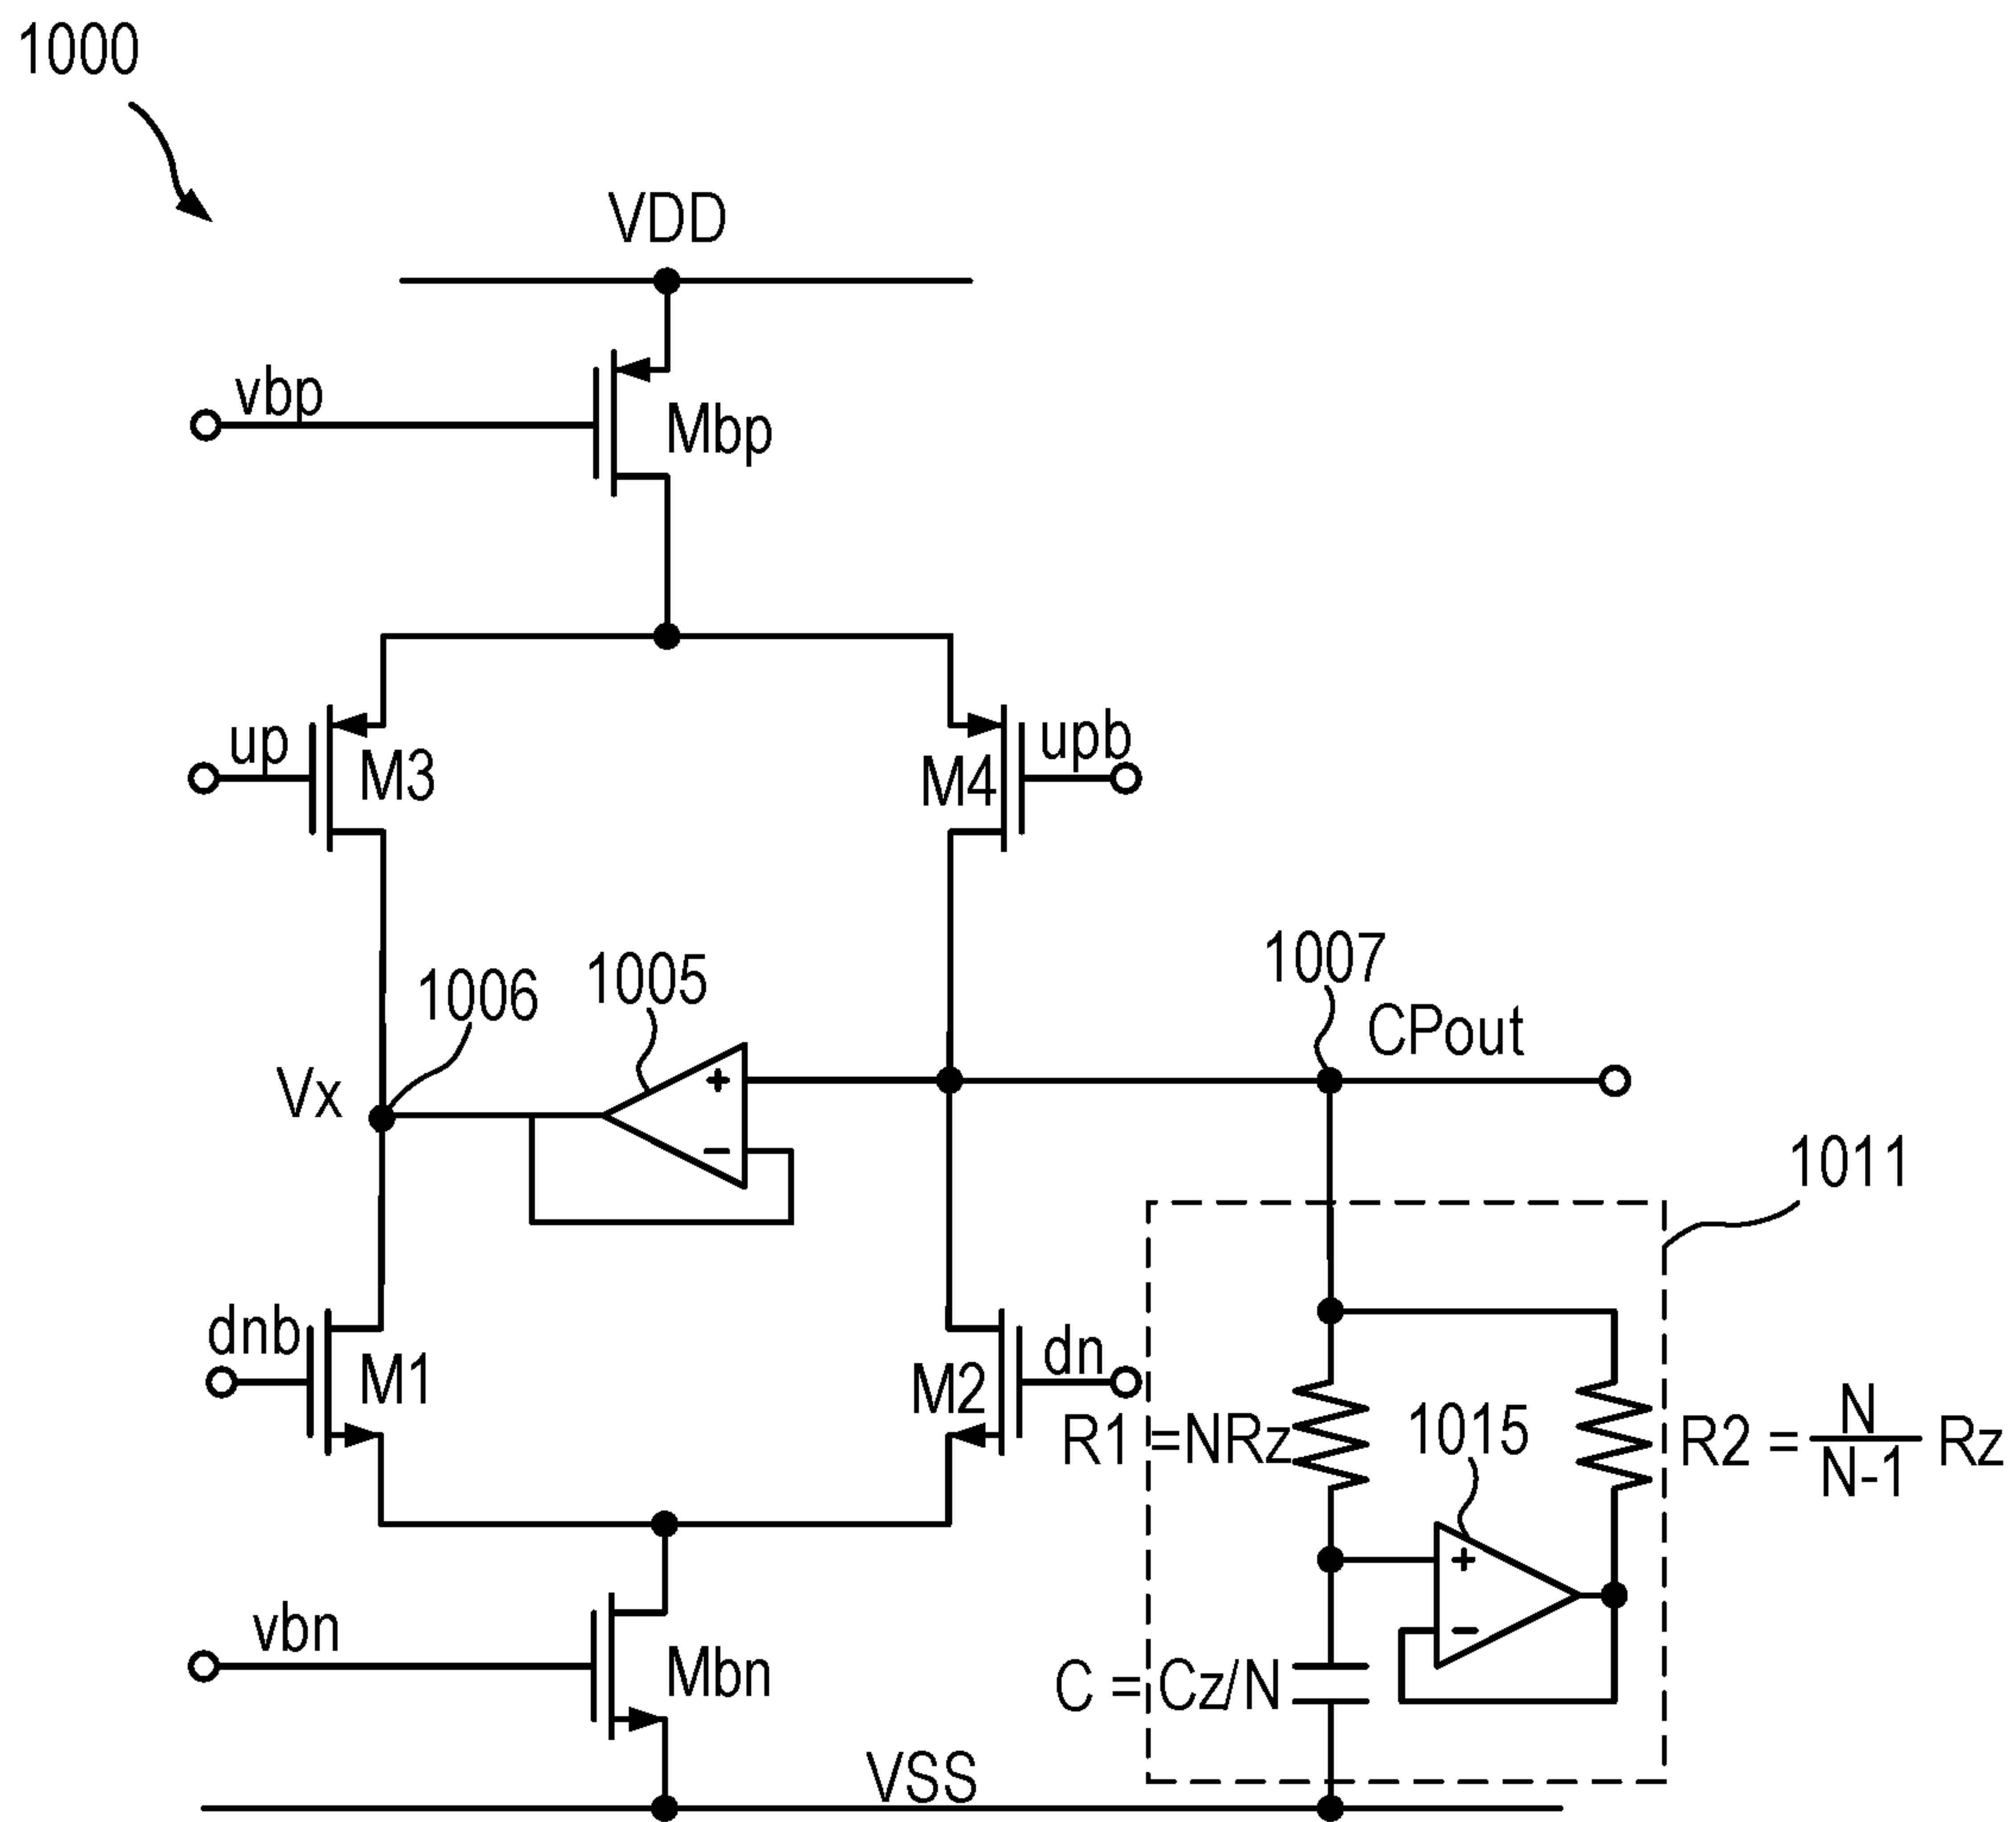 1000
VDD
vbp
Mbp
up
M3
M4
upb
1006
1005
1007
CPout
Vx
+
−
1011
dnb
M1
M2
dn
R1 =NRz
1015
R2 = N/N-1 Rz
+
−
vbn
Mbn
C = Cz/N
VSS